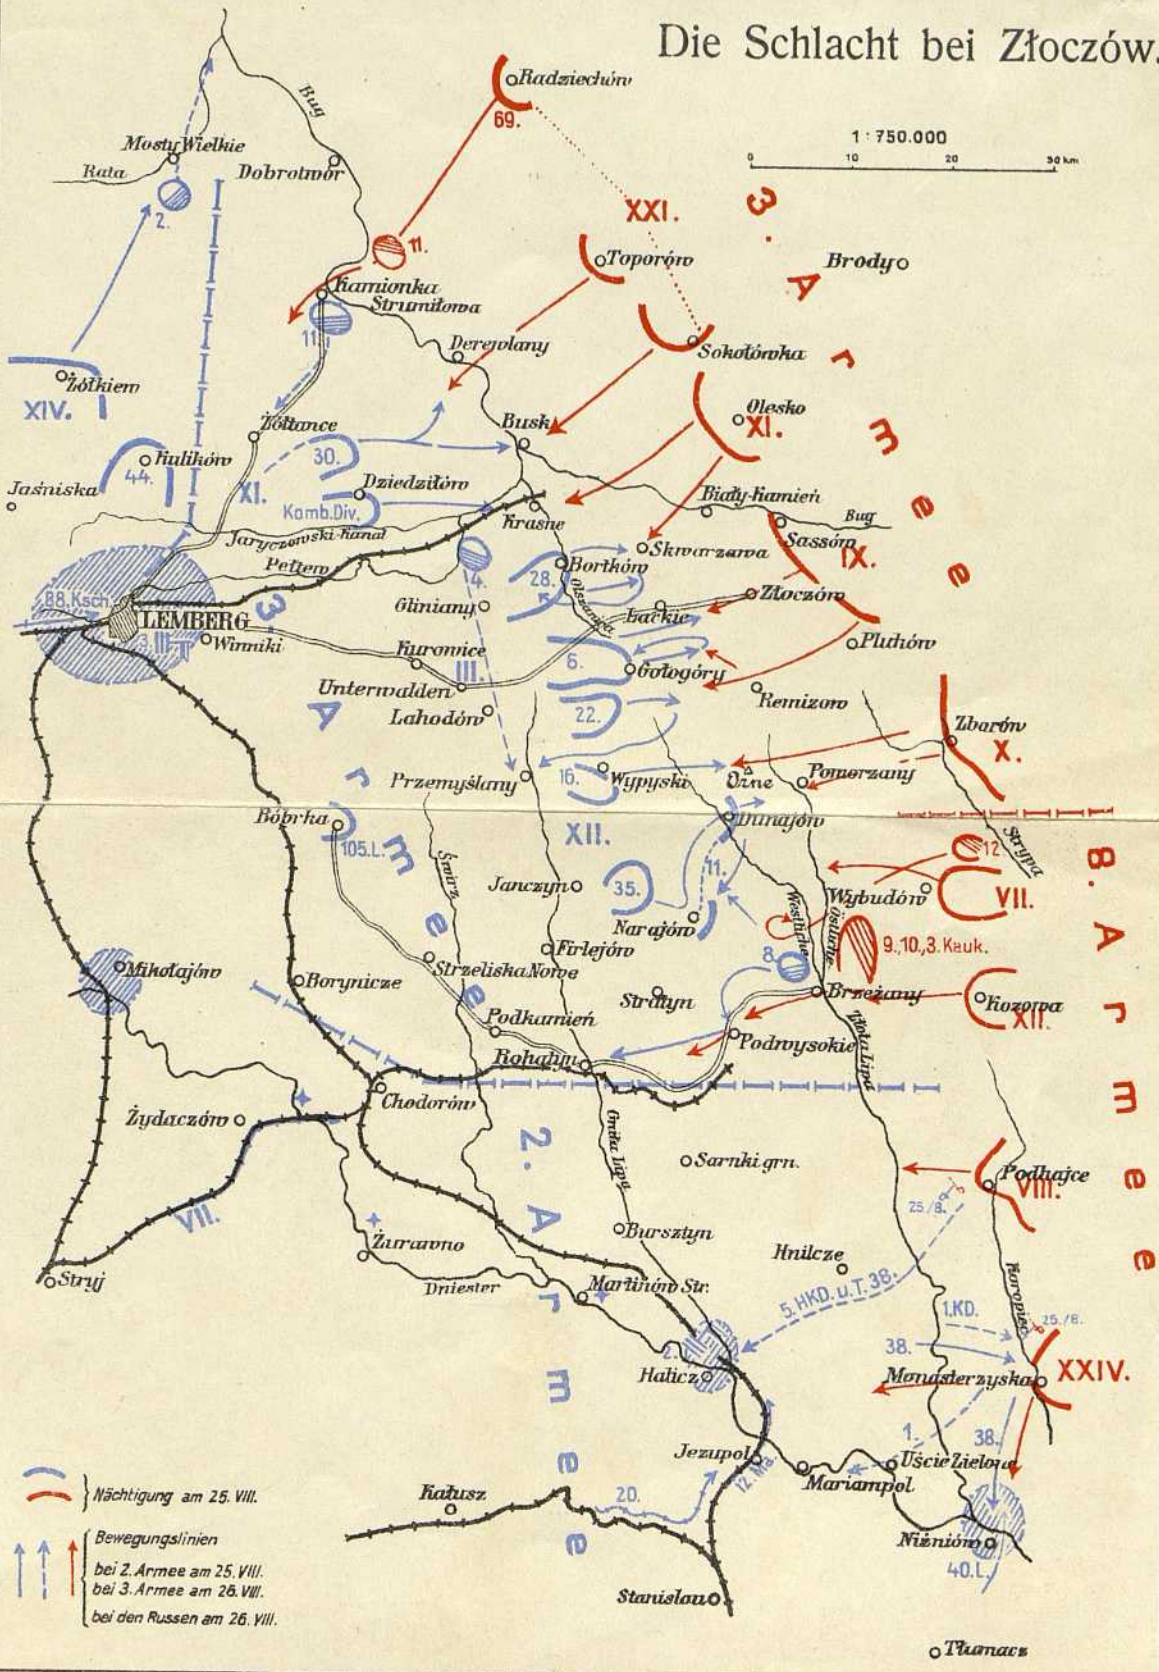 Die Schlacht bei Złoczów.
1 : 750.000
0 10 20 30 km
Radziechów
69.
Bug
Mosty Wielkie
Rata
Dobrotwór
2.
XXI.
3. Armee
11.
Toporów
Brody
Kamionka
Strumiłowa
11.
Derewlany
Sokołówka
Żółkiew
XIV.
Olesko
XI.
Żółtance
Busk
Kulików
44.
30.
XI.
Jaśniska
Dziedziłów
Komb. Div.
Biały-Kamień
Bug
Krasne
Sassów
Jaryczowski-Kanal
Skwarzawa
IX.
Pełtew
4.
28.
Bortków
Olszanica
88. Ksch.
Gliniany
Łackie
Złoczów
LEMBERG
3.
III.
Winniki
Płuhów
3. Armee
Kurowice
III.
6.
Gołogóry
Unterwalden
Remizow
Lahodów
22.
Zborów
X.
Przemyślany
16.
Wypyski
Uźne
Pomorzany
Bóbrka
105. L.
XII.
Dunajów
Strypa
8. Armee
12.
Świrz
Janczyn
35.
11.
Wybudów
VII.
Narajów
Westliche
Östliche
9., 10., 3. Kauk.
Firlejów
8.
Mikołajów
Borynicze
Strzeliska Nowe
Stratyn
Brzeżany
Kozowa
XII.
Podkamień
Podwysokie
Złota Lipa
Rohatyn
Chodorów
Żydaczów
2. Armee
Gniła Lipa
Sarnki grn.
Podhajce
VIII.
25./8.
VII.
Bursztyn
Żurawno
Hnilcze
Stryj
Dniester
Martinów Str.
5. HKD. u. T. 38.
Koropiec
1. KD.
25./8.
2.
38.
Halicz
Monasterzyska
XXIV.
1.
38.
Jezupol
12. Ma.
Uście Zielone
Mariampol
Kałusz
20.
Niżniów
40. L.
Stanislau
Tłumacz
Nächtigung am 25. VIII.
Bewegungslinien
bei 2. Armee am 25. VIII.
bei 3. Armee am 26. VIII.
bei den Russen am 26. VIII.